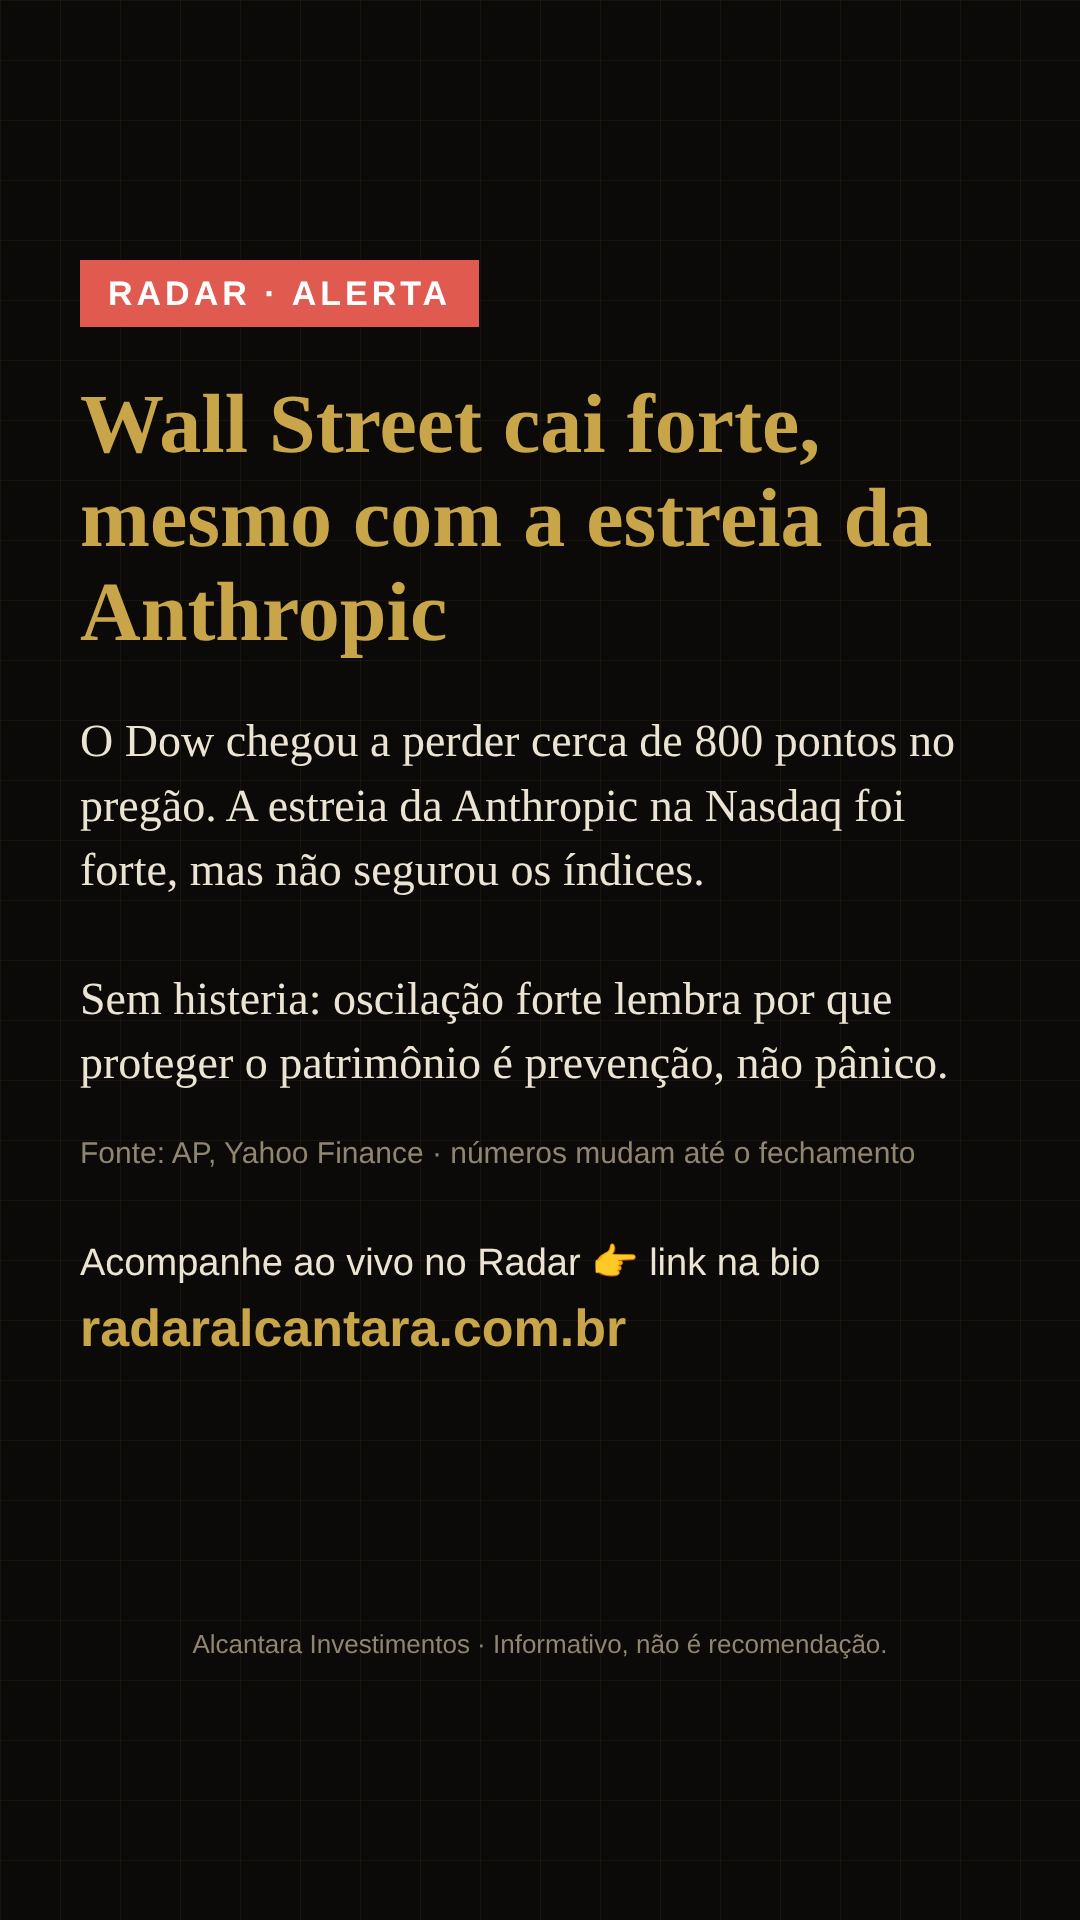 RADAR · ALERTA
Wall Street cai forte,
mesmo com a estreia da
Anthropic
O Dow chegou a perder cerca de 800 pontos no
pregão. A estreia da Anthropic na Nasdaq foi
forte, mas não segurou os índices.
Sem histeria: oscilação forte lembra por que
proteger o patrimônio é prevenção, não pânico.
Fonte: AP, Yahoo Finance · números mudam até o fechamento
Acompanhe ao vivo no Radar 👉 link na bio
radaralcantara.com.br
Alcantara Investimentos · Informativo, não é recomendação.